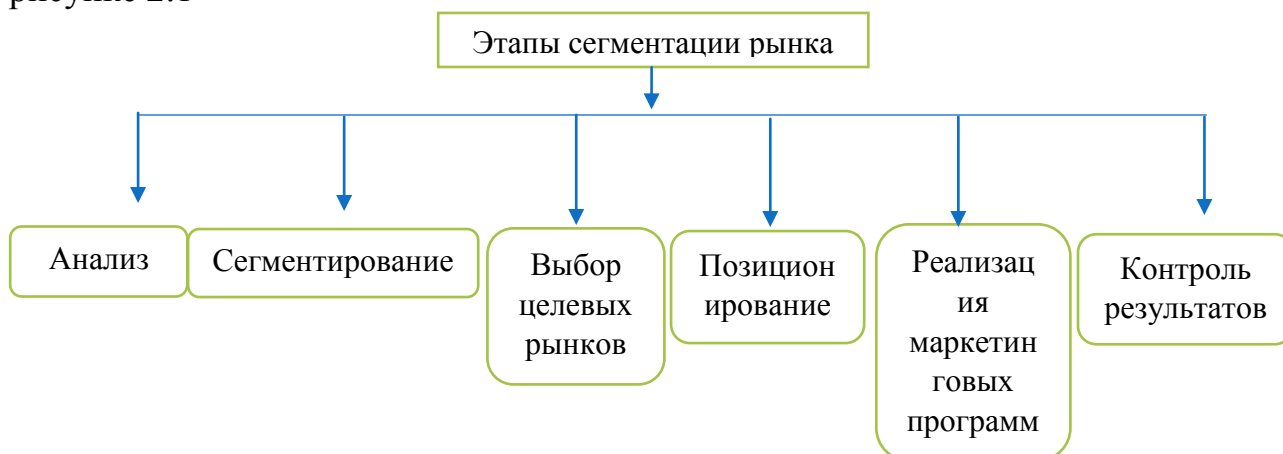 рисунке 2.1
Этапы сегментации рынка
Анализ
Сегментирование
Выбор
целевых
рынков
Позицион
ирование
Реализац
ия
маркетин
говых
программ
Контроль
результатов